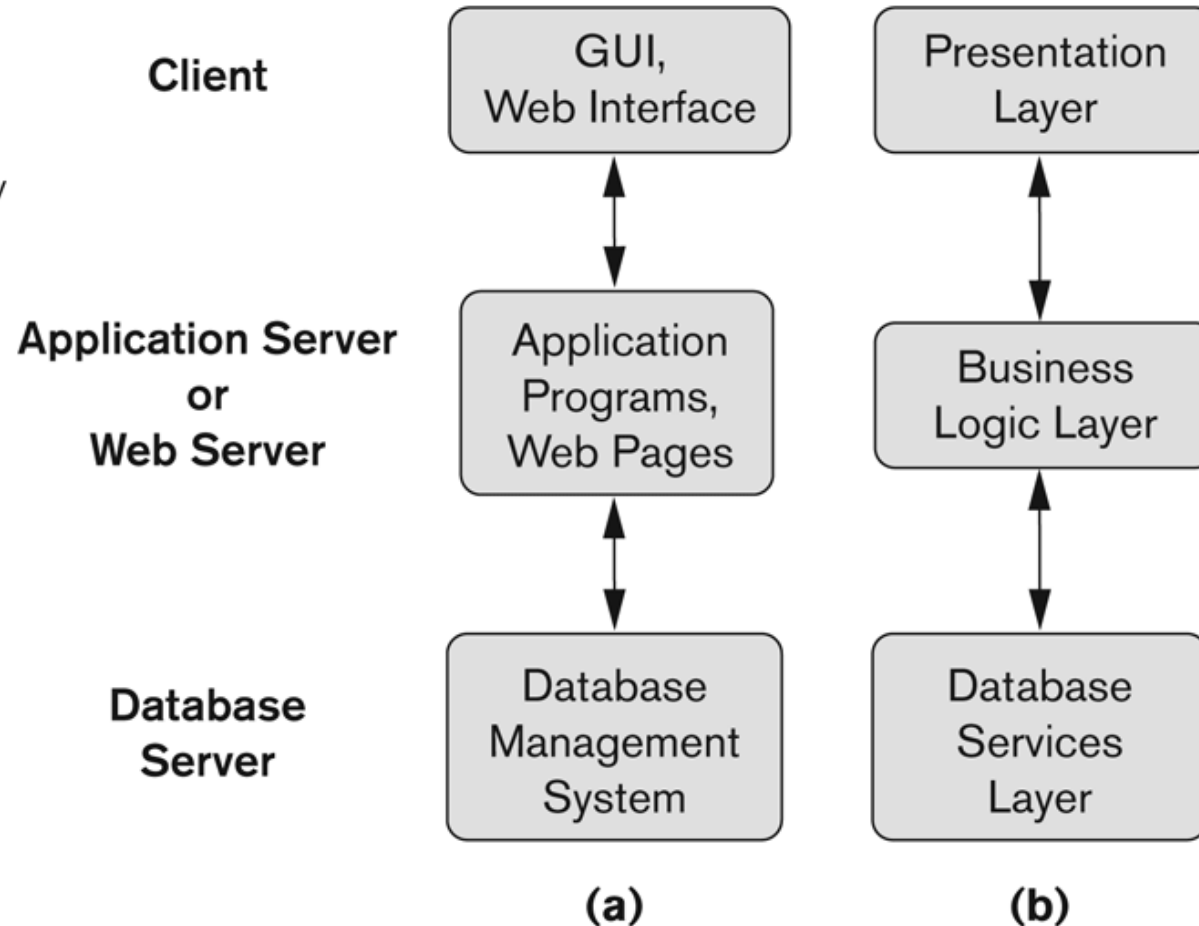 Client
GUI,
Web Interface
Presentation
Layer
Application Server
or
Web Server
Application
Programs,
Web Pages
Business
Logic Layer
Database
Server
Database
Management
System
Database
Services
Layer
(a)
(b)